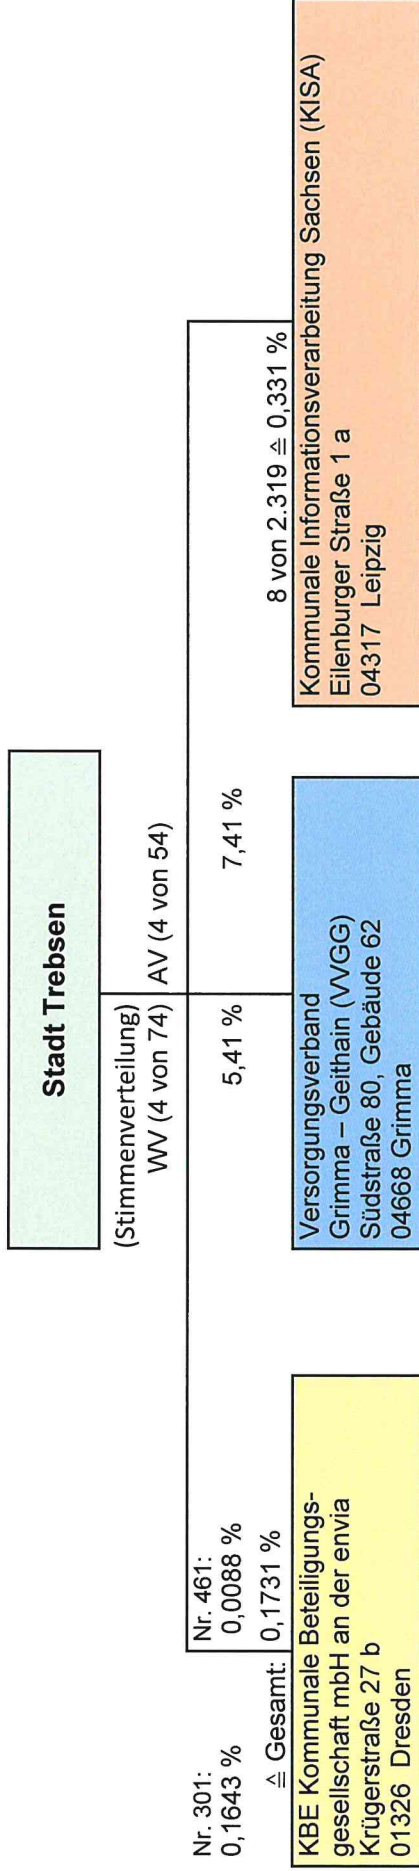 Stadt Trebsen
(Stimmenverteilung)
WV (4 von 74) AV (4 von 54)
Nr. 301:
0,1643 %
Nr. 461:
0,0088 %
≙ Gesamt: 0,1731 %
5,41 %
7,41 %
8 von 2.319 ≙ 0,331 %
KBE Kommunale Beteiligungs-
gesellschaft mbH an der envia
Krügerstraße 27 b
01326 Dresden
Versorgungsverband
Grimma – Geithain (VVGG)
Südstraße 80, Gebäude 62
04668 Grimma
Kommunale Informationsverarbeitung Sachsen (KISA)
Eilenburger Straße 1 a
04317 Leipzig